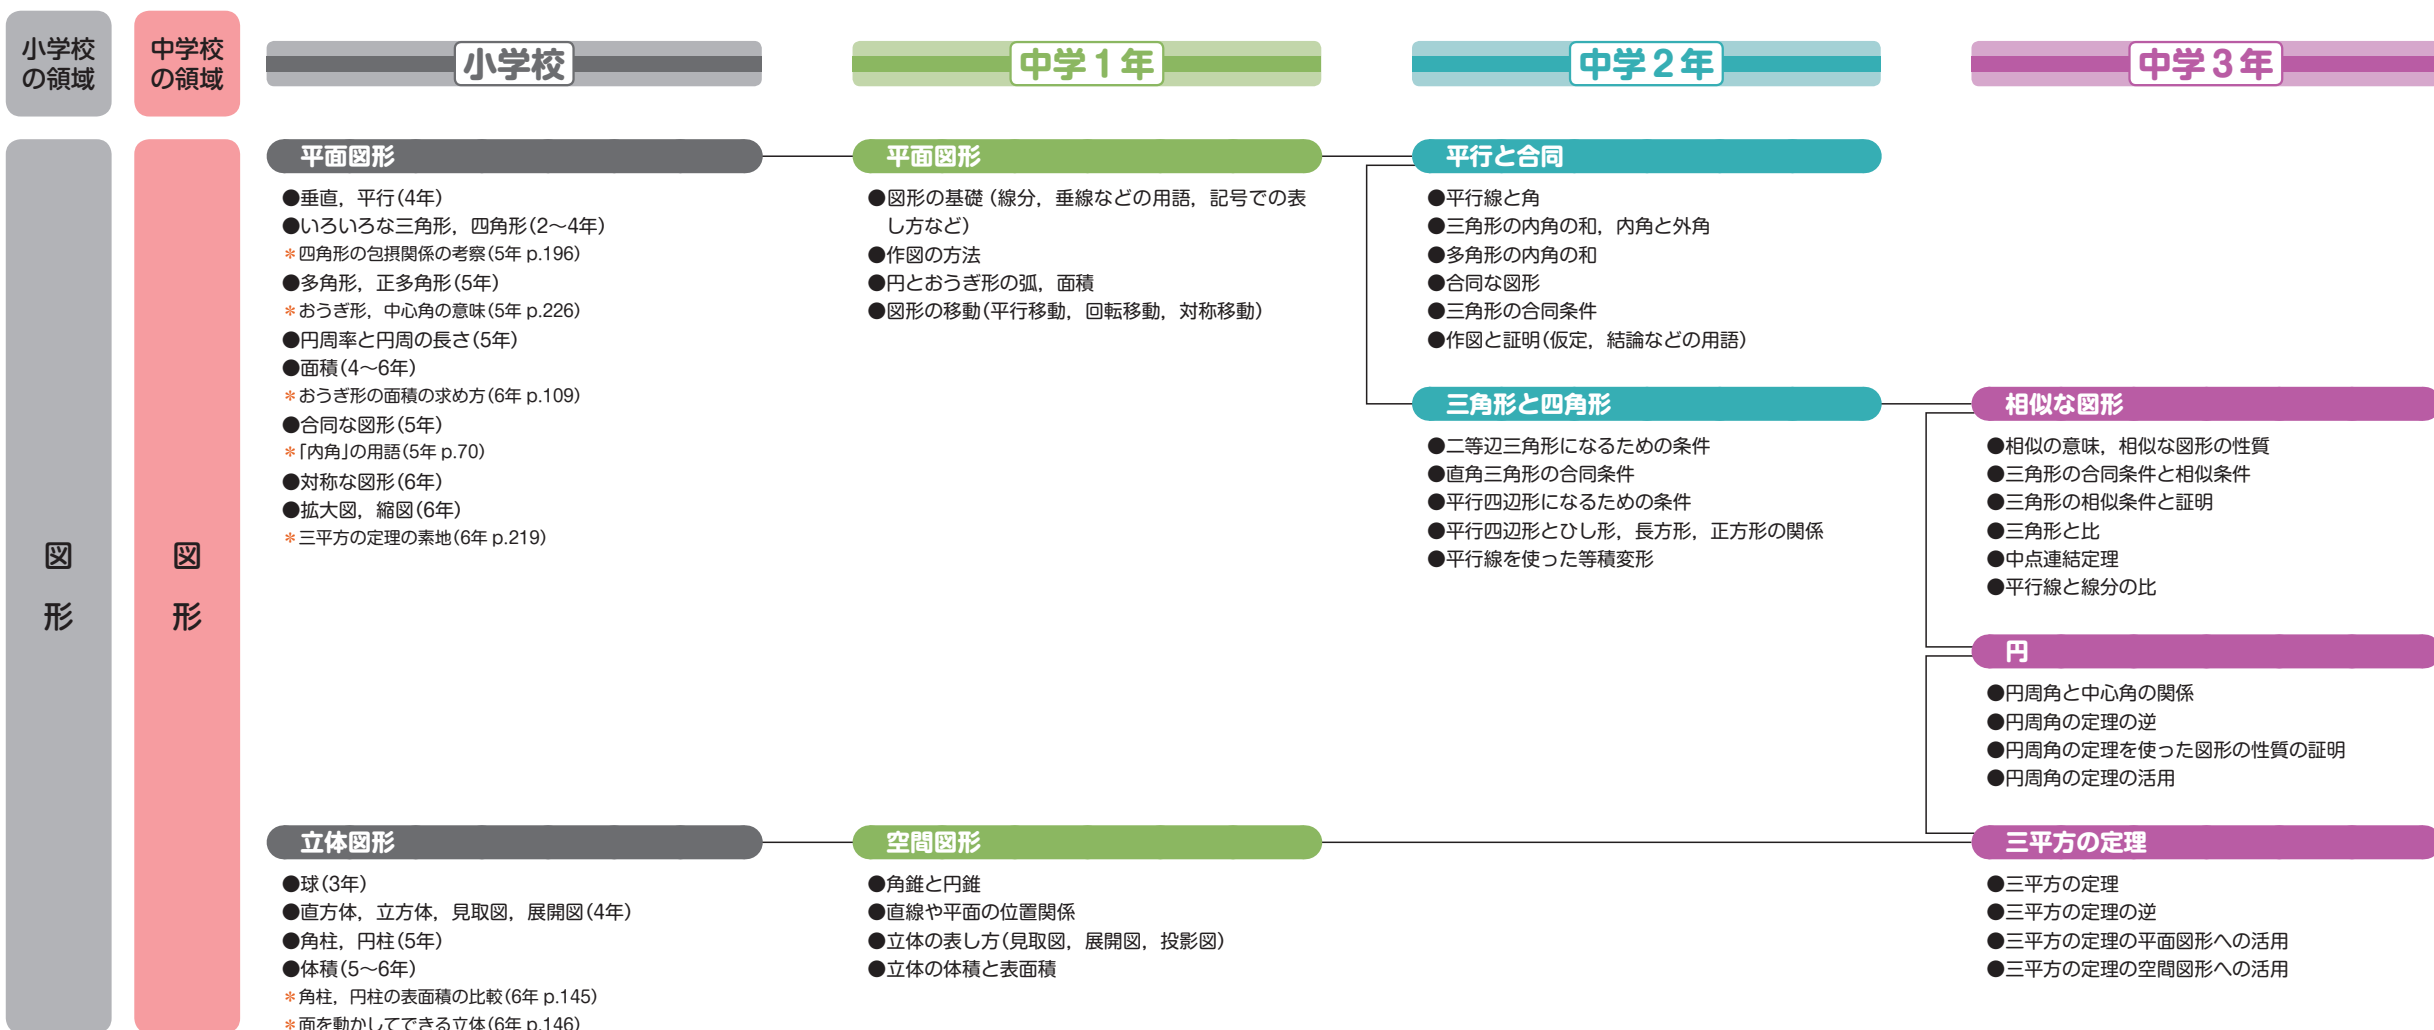 小学校
の領域
中学校
の領域
小学校
中学1年
中学2年
中学3年
図
形
図
形
平面図形
●垂直，平行(4年)
●いろいろな三角形，四角形(2〜4年)
＊四角形の包摂関係の考察(5年 p.196)
●多角形，正多角形(5年)
＊おうぎ形，中心角の意味(5年 p.226)
●円周率と円周の長さ(5年)
●面積(4〜6年)
＊おうぎ形の面積の求め方(6年 p.109)
●合同な図形(5年)
＊「内角」の用語(5年 p.70)
●対称な図形(6年)
●拡大図，縮図(6年)
＊三平方の定理の素地(6年 p.219)
平面図形
●図形の基礎(線分，垂線などの用語，記号での表
し方など)
●作図の方法
●円とおうぎ形の弧，面積
●図形の移動(平行移動，回転移動，対称移動)
平行と合同
●平行線と角
●三角形の内角の和，内角と外角
●多角形の内角の和
●合同な図形
●三角形の合同条件
●作図と証明(仮定，結論などの用語)
三角形と四角形
●二等辺三角形になるための条件
●直角三角形の合同条件
●平行四辺形になるための条件
●平行四辺形とひし形，長方形，正方形の関係
●平行線を使った等積変形
相似な図形
●相似の意味，相似な図形の性質
●三角形の合同条件と相似条件
●三角形の相似条件と証明
●三角形と比
●中点連結定理
●平行線と線分の比
円
●円周角と中心角の関係
●円周角の定理の逆
●円周角の定理を使った図形の性質の証明
●円周角の定理の活用
立体図形
●球(3年)
●直方体，立方体，見取図，展開図(4年)
●角柱，円柱(5年)
●体積(5〜6年)
＊角柱，円柱の表面積の比較(6年 p.145)
＊面を動かしてできる立体(6年 p.146)
空間図形
●角錐と円錐
●直線や平面の位置関係
●立体の表し方(見取図，展開図，投影図)
●立体の体積と表面積
三平方の定理
●三平方の定理
●三平方の定理の逆
●三平方の定理の平面図形への活用
●三平方の定理の空間図形への活用